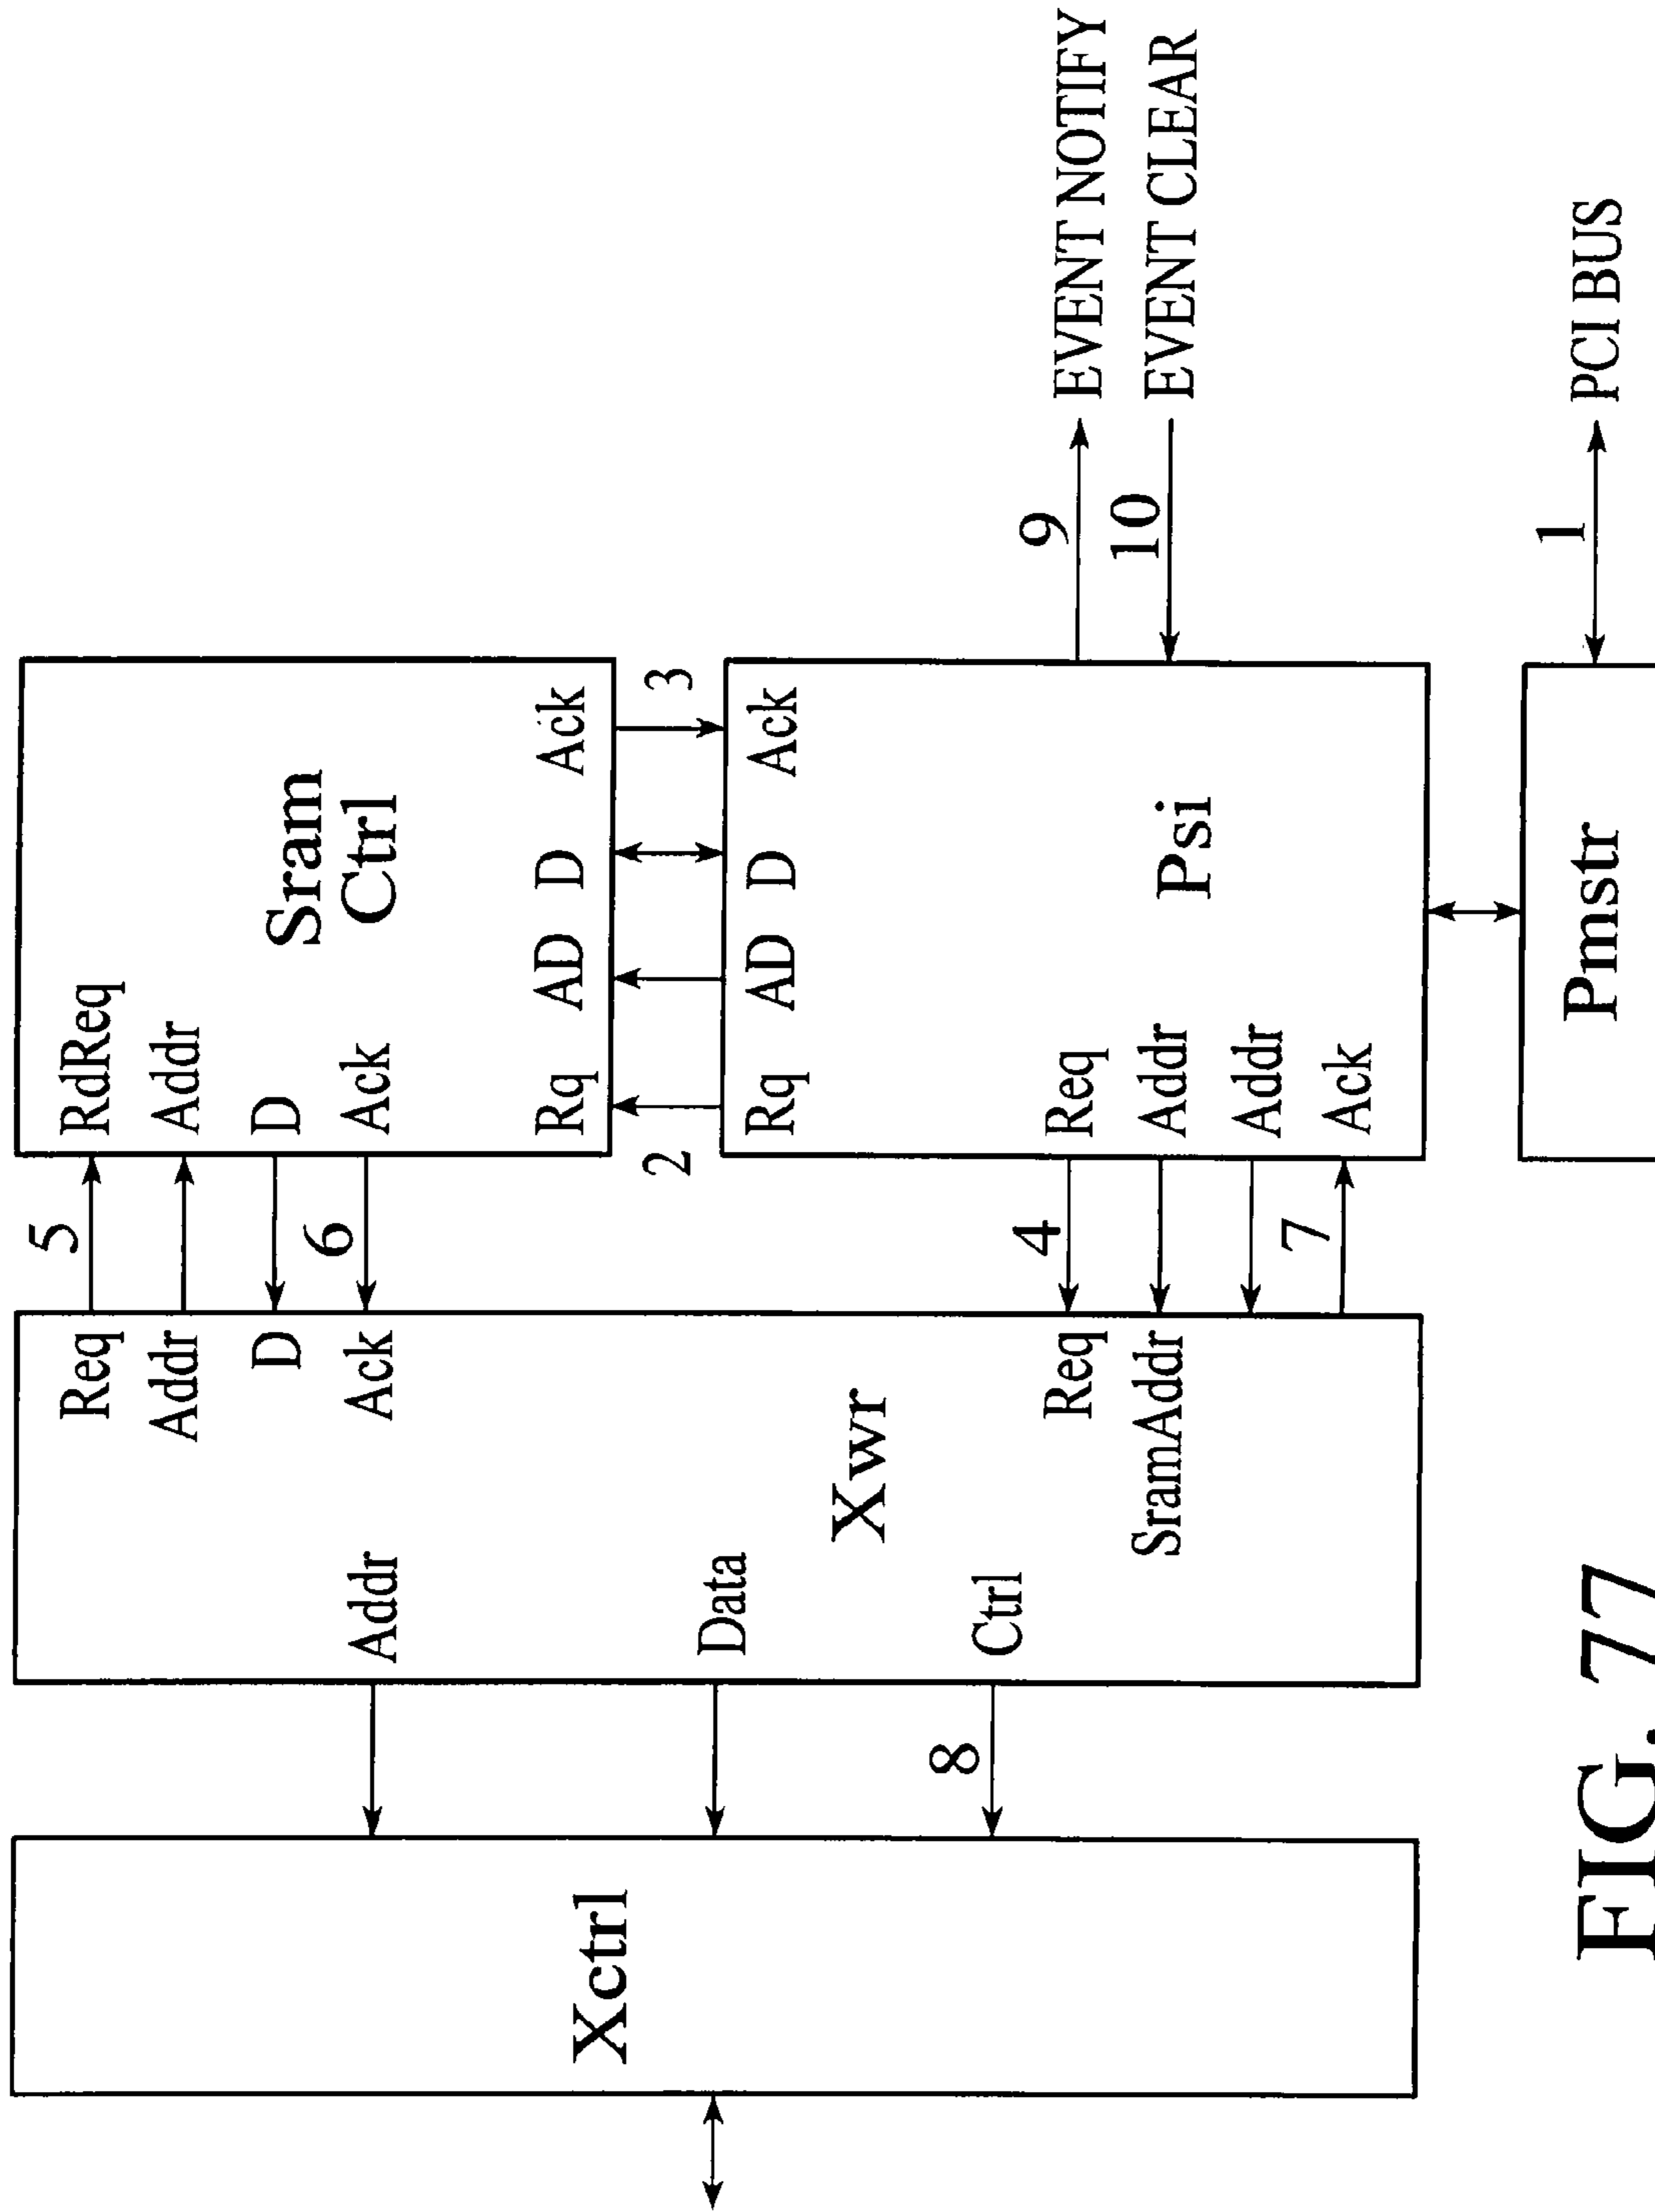 Xctrl
8
Ctrl
Data
Addr
Xwr
SramAddr
Req
Ack
D
Addr
Req
7
4
6
5
Sram
Ctrl
RdReq
Addr
D
Ack
Rq AD D Ack
2
3
Rq AD D Ack
Psi
Req
Addr
Addr
Ack
Pmstr
9
EVENT NOTIFY
10
EVENT CLEAR
1
PCI BUS
FIG. 77